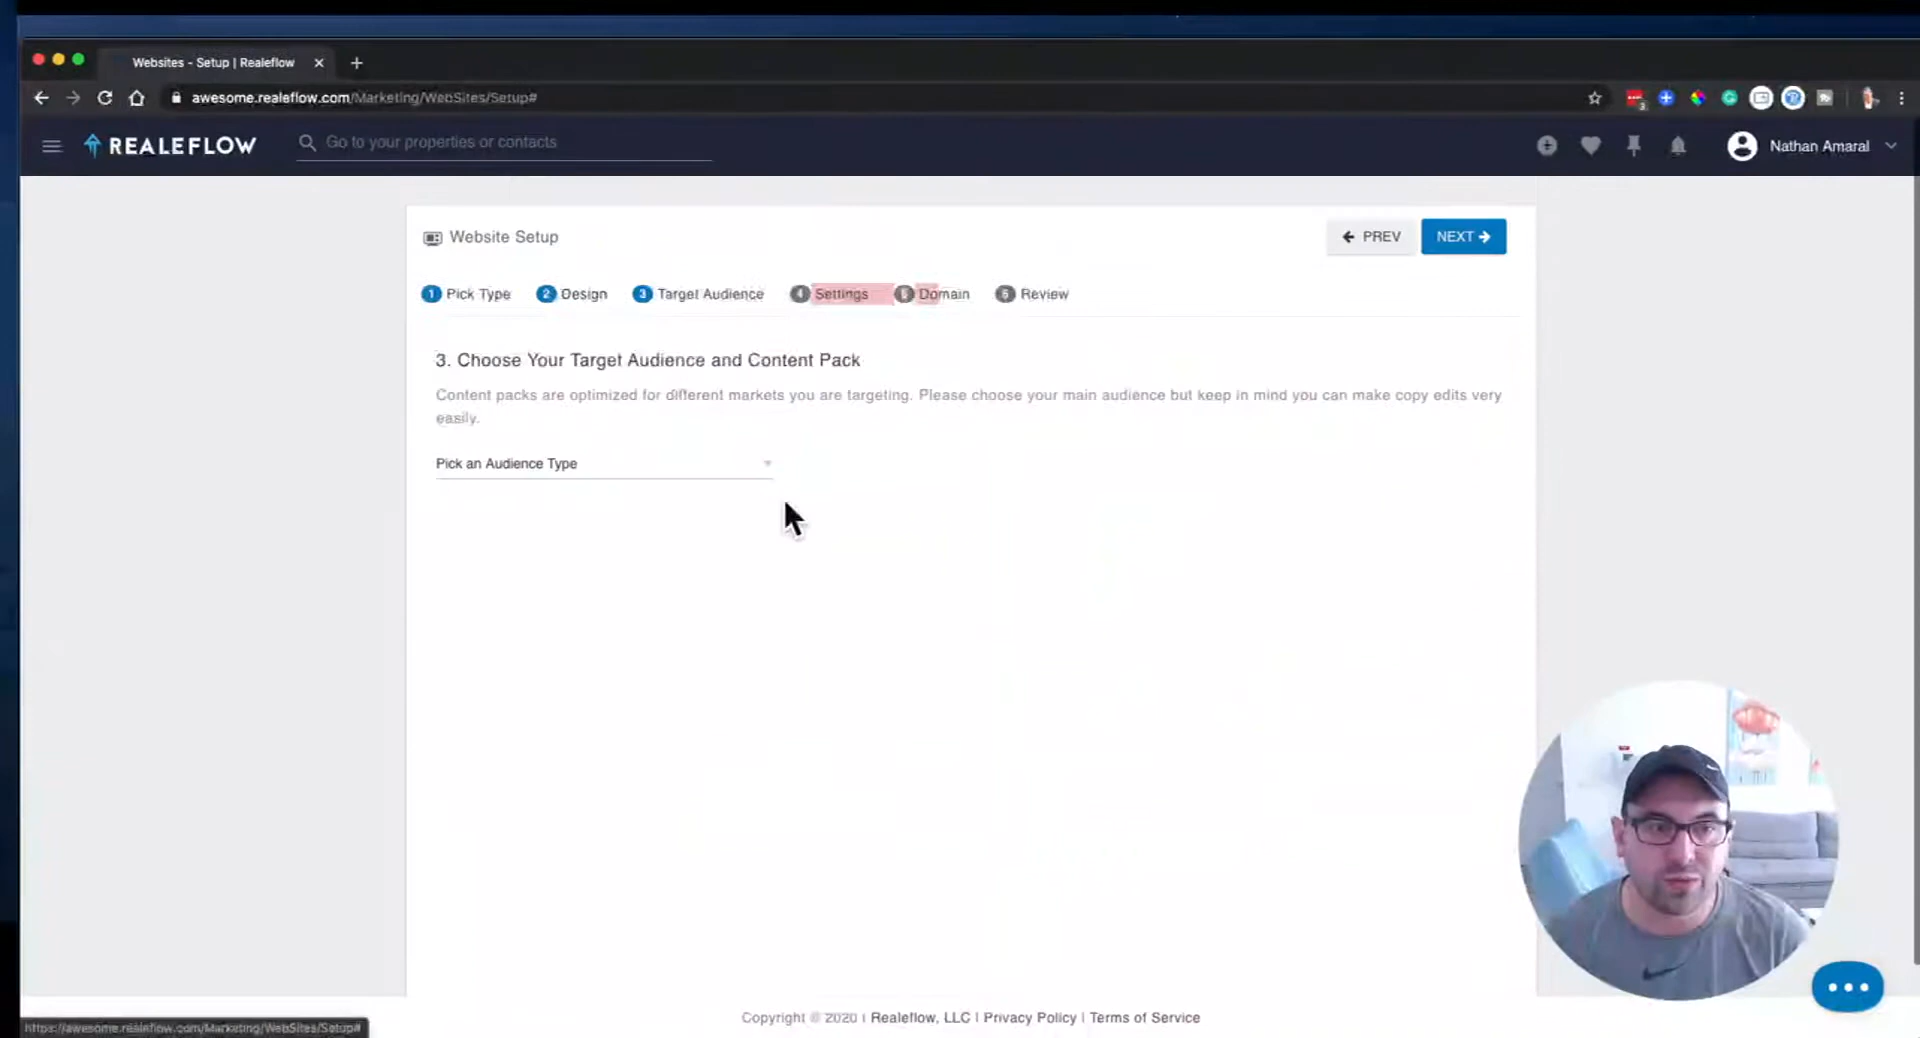 Websites - Setup | Realeflow
awesome.realeflow.com/Marketing/WebSites/Setup#
REALEFLOW
Go to your properties or contacts
Nathan Amaral
Website Setup
PREV
NEXT
1 Pick Type
2 Design
3 Target Audience
4 Settings
5 Domain
6 Review
3. Choose Your Target Audience and Content Pack
Content packs are optimized for different markets you are targeting. Please choose your main audience but keep in mind you can make copy edits very
easily.
Pick an Audience Type
Copyright © 2020 | Realeflow, LLC | Privacy Policy | Terms of Service
https://awesome.realeflow.com/Marketing/WebSites/Setup#